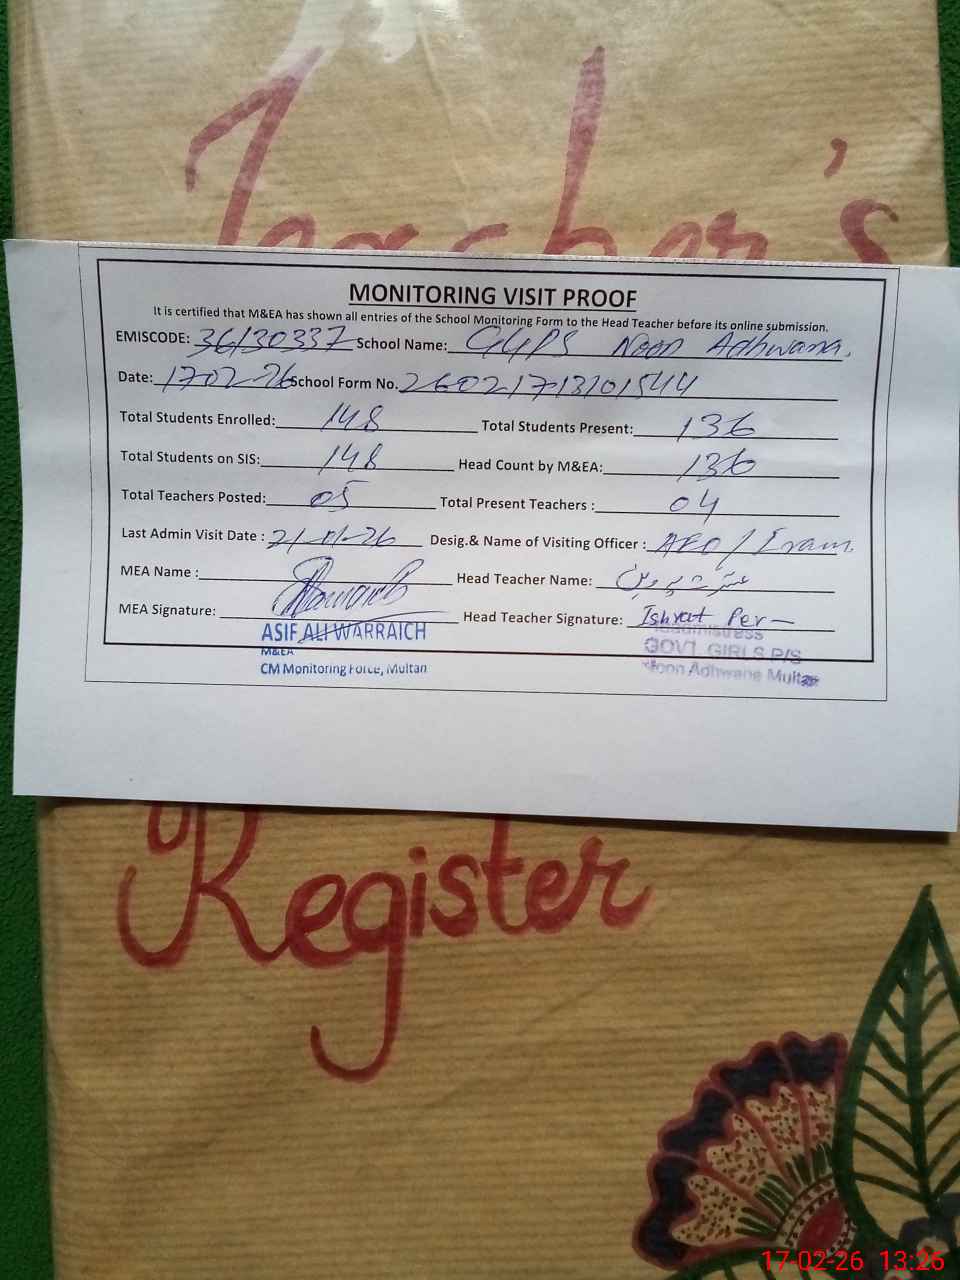 Teacher's
MONITORING VISIT PROOF
It is certified that M&EA has shown all entries of the School Monitoring Form to the Head Teacher before its online submission.
EMISCODE: 36130337 School Name: GGPS Noon Adhwana.
Date: 17-02-26 School Form No. 26021713101544
Total Students Enrolled: 148 Total Students Present: 136
Total Students on SIS: 148 Head Count by M&EA: 136
Total Teachers Posted: 05 Total Present Teachers : 04
Last Admin Visit Date : 21-01-26 Desig.& Name of Visiting Officer : AEO / Iram
MEA Name : Head Teacher Name: عشرت پروین
MEA Signature: Head Teacher Signature: Ishrat Per
ASIF ALI WARRAICH
M&EA
CM Monitoring Force, Multan
Headmistress
GOVT. GIRLS P/S
Noon Adhwana Multan
Register
17-02-26 13:26